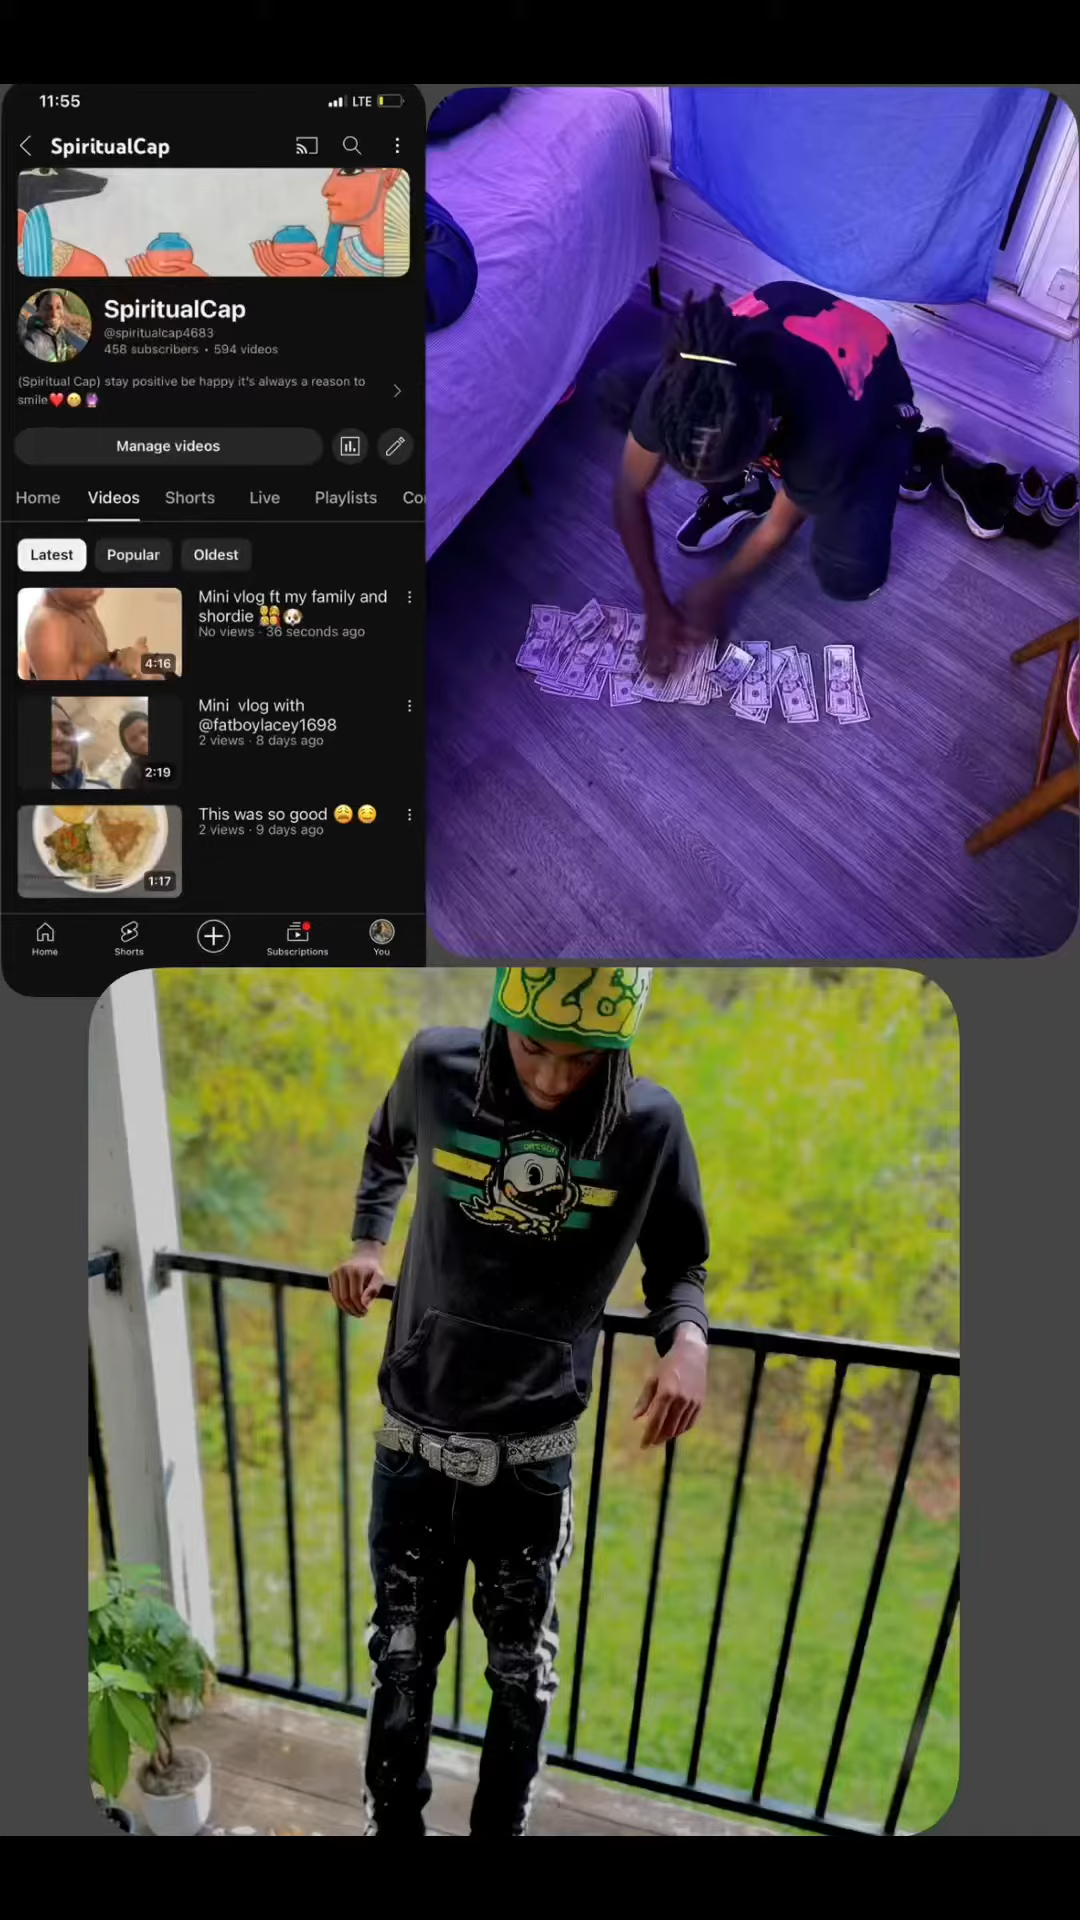 11:55
LTE
SpiritualCap
SpiritualCap
@spiritualcap4683
458 subscribers • 594 videos
(Spiritual Cap) stay positive be happy it's always a reason to
smile❤️😁🔮
Manage videos
Home
Videos
Shorts
Live
Playlists
Co
Latest
Popular
Oldest
Mini vlog ft my family and
shordie 👯🐶
No views · 36 seconds ago
4:16
Mini vlog with
@fatboylacey1698
2 views · 8 days ago
2:19
This was so good 😩🤤
2 views · 9 days ago
1:17
Home
Shorts
Subscriptions
You
OREGON